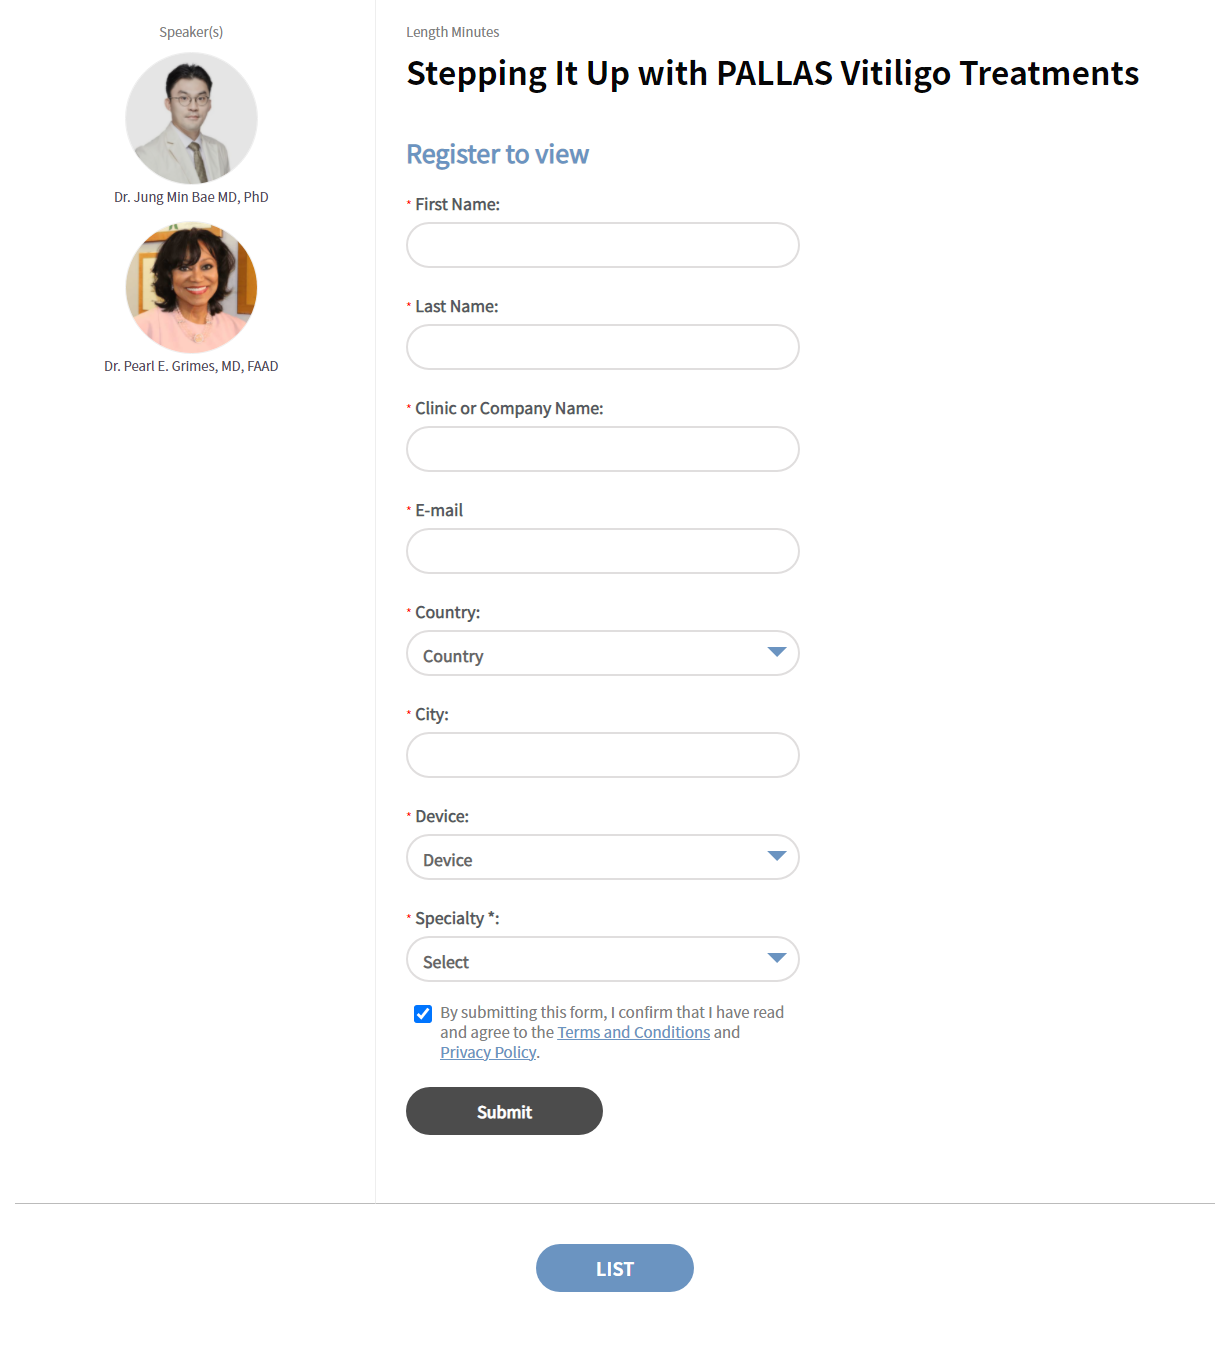 Speaker(s)
Dr. Jung Min Bae MD, PhD
Dr. Pearl E. Grimes, MD, FAAD
Length Minutes
Stepping It Up with PALLAS Vitiligo Treatments
Register to view
* First Name:
* Last Name:
* Clinic or Company Name:
* E-mail
* Country:
Country
* City:
* Device:
Device
* Specialty *:
Select
By submitting this form, I confirm that I have read
and agree to the Terms and Conditions and
Privacy Policy.
Submit
LIST